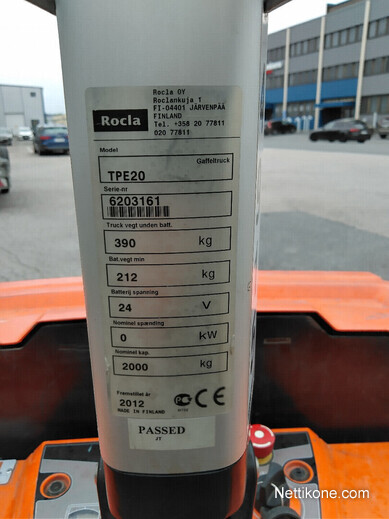 Rocla OY
Roclankuja 1
FI-04401 JÄRVENPÄÄ
FINLAND
Tel. +358 20 77811
020 77811
Rocla
Model
Gaffeltruck
TPE20
Serie-nr
6203161
Truck vegt unden batt.
390 kg
Bat.vegt min
212 kg
Batterij spanring
24 V
Nominel spænding
0 kW
Nominel kap.
2000 kg
Fremstillet år
2012
MADE IN FINLAND
CE
PASSED
JT
Nettikone.com